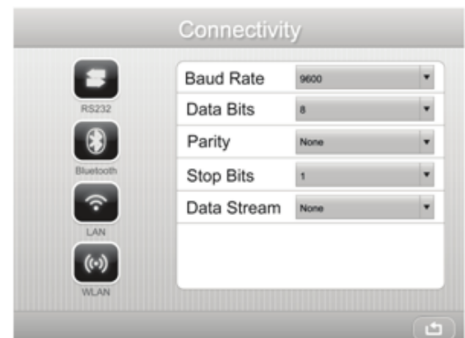 Connectivity
RS232
Bluetooth
LAN
WLAN
Baud Rate 9600
Data Bits 8
Parity None
Stop Bits 1
Data Stream None